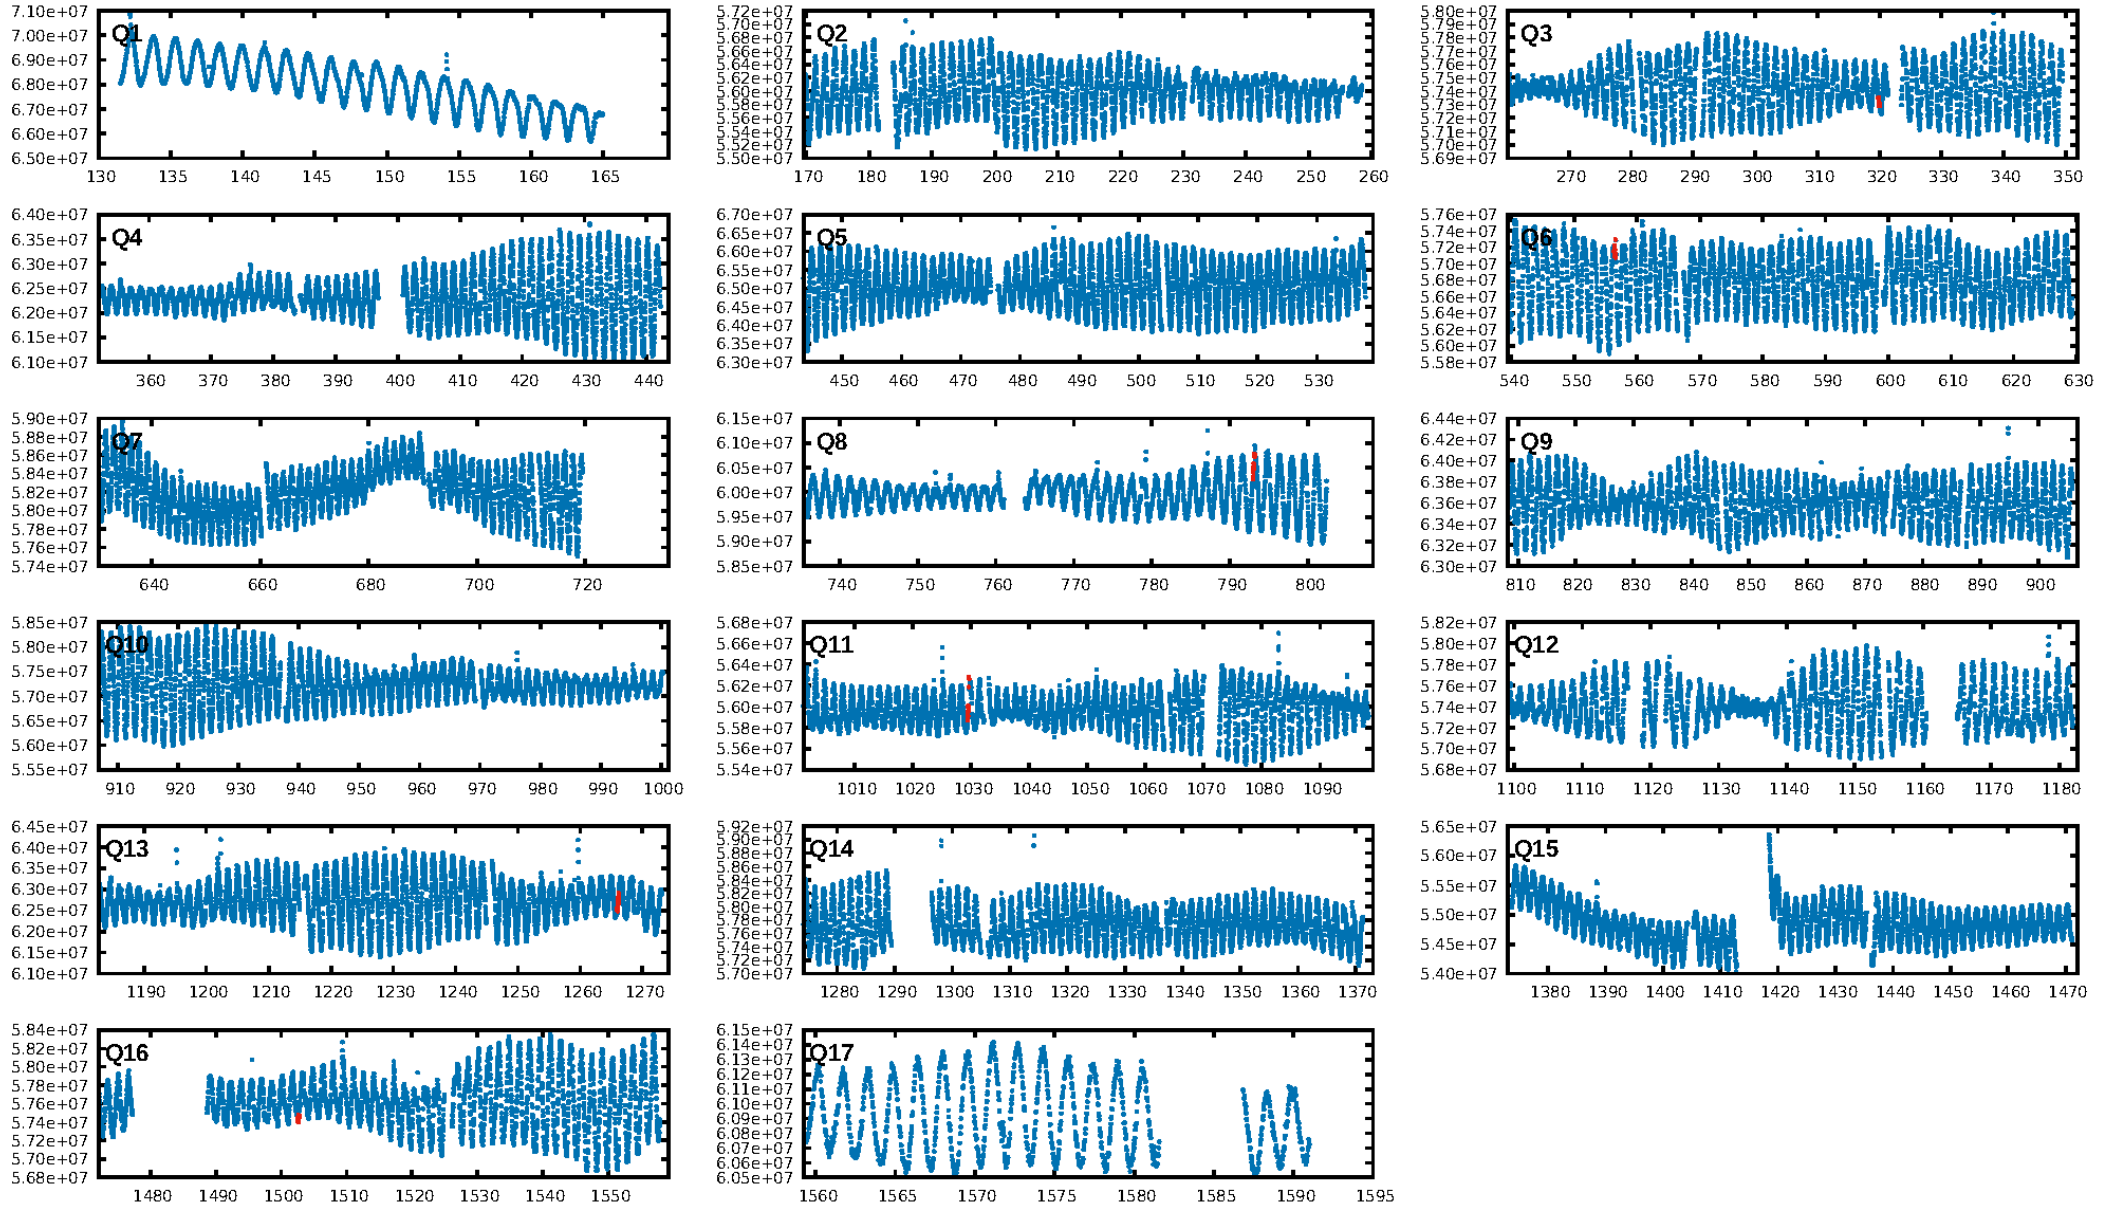 7.10e+07
7.00e+07
6.90e+07
6.80e+07
6.70e+07
6.60e+07
6.50e+07
Q1
130 135 140 145 150 155 160 165
5.72e+07
5.70e+07
5.68e+07
5.66e+07
5.64e+07
5.62e+07
5.60e+07
5.58e+07
5.56e+07
5.54e+07
5.52e+07
5.50e+07
Q2
170 180 190 200 210 220 230 240 250 260
5.80e+07
5.79e+07
5.78e+07
5.77e+07
5.76e+07
5.75e+07
5.74e+07
5.73e+07
5.72e+07
5.71e+07
5.70e+07
5.69e+07
Q3
270 280 290 300 310 320 330 340 350
6.40e+07
6.35e+07
6.30e+07
6.25e+07
6.20e+07
6.15e+07
6.10e+07
Q4
360 370 380 390 400 410 420 430 440
6.70e+07
6.65e+07
6.60e+07
6.55e+07
6.50e+07
6.45e+07
6.40e+07
6.35e+07
6.30e+07
Q5
450 460 470 480 490 500 510 520 530
5.76e+07
5.74e+07
5.72e+07
5.70e+07
5.68e+07
5.66e+07
5.64e+07
5.62e+07
5.60e+07
5.58e+07
Q6
540 550 560 570 580 590 600 610 620 630
5.90e+07
5.88e+07
5.86e+07
5.84e+07
5.82e+07
5.80e+07
5.78e+07
5.76e+07
5.74e+07
Q7
640 660 680 700 720
6.15e+07
6.10e+07
6.05e+07
6.00e+07
5.95e+07
5.90e+07
5.85e+07
Q8
740 750 760 770 780 790 800
6.44e+07
6.42e+07
6.40e+07
6.38e+07
6.36e+07
6.34e+07
6.32e+07
6.30e+07
Q9
810 820 830 840 850 860 870 880 890 900
5.85e+07
5.80e+07
5.75e+07
5.70e+07
5.65e+07
5.60e+07
5.55e+07
Q10
910 920 930 940 950 960 970 980 990 1000
5.68e+07
5.66e+07
5.64e+07
5.62e+07
5.60e+07
5.58e+07
5.56e+07
5.54e+07
Q11
1010 1020 1030 1040 1050 1060 1070 1080 1090
5.82e+07
5.80e+07
5.78e+07
5.76e+07
5.74e+07
5.72e+07
5.70e+07
5.68e+07
Q12
1100 1110 1120 1130 1140 1150 1160 1170 1180
6.45e+07
6.40e+07
6.35e+07
6.30e+07
6.25e+07
6.20e+07
6.15e+07
6.10e+07
Q13
1190 1200 1210 1220 1230 1240 1250 1260 1270
5.92e+07
5.90e+07
5.88e+07
5.86e+07
5.84e+07
5.82e+07
5.80e+07
5.78e+07
5.76e+07
5.74e+07
5.72e+07
5.70e+07
Q14
1280 1290 1300 1310 1320 1330 1340 1350 1360 1370
5.65e+07
5.60e+07
5.55e+07
5.50e+07
5.45e+07
5.40e+07
Q15
1380 1390 1400 1410 1420 1430 1440 1450 1460 1470
5.84e+07
5.82e+07
5.80e+07
5.78e+07
5.76e+07
5.74e+07
5.72e+07
5.70e+07
5.68e+07
Q16
1480 1490 1500 1510 1520 1530 1540 1550
6.15e+07
6.14e+07
6.13e+07
6.12e+07
6.11e+07
6.10e+07
6.09e+07
6.08e+07
6.07e+07
6.06e+07
6.05e+07
Q17
1560 1565 1570 1575 1580 1585 1590 1595